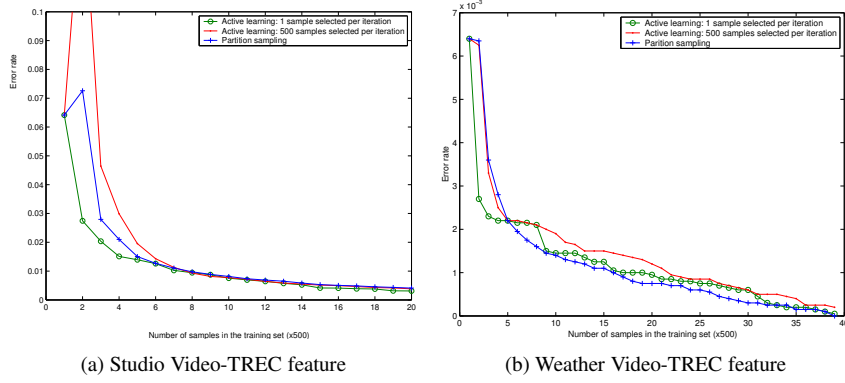 Active learning: 1 sample selected per iteration
Active learning: 500 samples selected per iteration
Partition sampling
Error rate
0.1
0.09
0.08
0.07
0.06
0.05
0.04
0.03
0.02
0.01
0
0 2 4 6 8 10 12 14 16 18 20
Number of samples in the training set (x500)
(a) Studio Video-TREC feature
x 10⁻³
Active learning: 1 sample selected per iteration
Active learning: 500 samples selected per iteration
Parition sampling
Error rate
7
6
5
4
3
2
1
0
0 5 10 15 20 25 30 35 40
Number of samples in the training set (x500)
(b) Weather Video-TREC feature